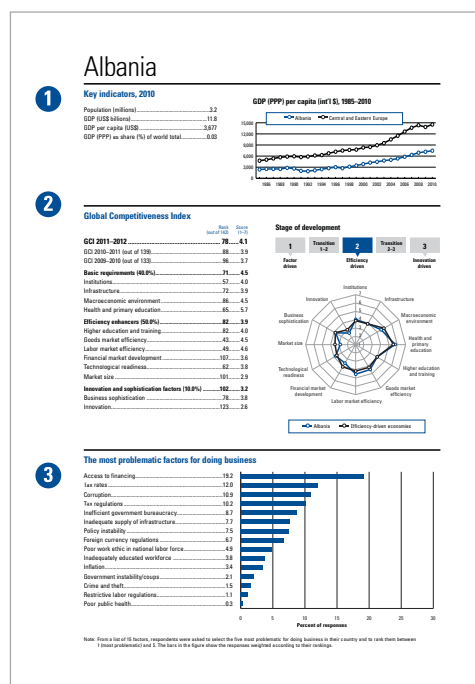 Albania
1
Key indicators, 2010
Population (millions)..........3.2
GDP (US$ billions)..........11.8
GDP per capita (US$)..........3,677
GDP (PPP) as share (%) of world total..........0.03
GDP (PPP) per capita (int'l $), 1985–2010
Albania Central and Eastern Europe
15,000
12,000
9,000
6,000
3,000
0
1986 1988 1990 1992 1994 1996 1998 2000 2002 2004 2006 2008 2010
2
Global Competitiveness Index
Rank Score
(out of 142) (1–7)
GCI 2011–2012..........78.....4.1
GCI 2010–2011 (out of 139)..........88.....3.9
GCI 2009–2010 (out of 133)..........96.....3.7
Basic requirements (40.0%)..........71.....4.5
Institutions..........57.....4.0
Infrastructure..........72.....3.9
Macroeconomic environment..........86.....4.5
Health and primary education..........65.....5.7
Efficiency enhancers (50.0%)..........82.....3.9
Higher education and training..........82.....4.0
Goods market efficiency..........43.....4.5
Labor market efficiency..........49.....4.6
Financial market development..........107.....3.6
Technological readiness..........62.....3.8
Market size..........101.....2.9
Innovation and sophistication factors (10.0%)..........102.....3.2
Business sophistication..........78.....3.8
Innovation..........123.....2.6
Stage of development
1 Transition 1–2 2 Transition 2–3 3
Factor driven
Efficiency driven
Innovation driven
Institutions
Infrastructure
Macroeconomic environment
Health and primary education
Higher education and training
Goods market efficiency
Labor market efficiency
Financial market development
Technological readiness
Market size
Business sophistication
Innovation
Albania Efficiency-driven economies
3
The most problematic factors for doing business
Access to financing..........19.2
Tax rates..........12.0
Corruption..........10.9
Tax regulations..........10.2
Inefficient government bureaucracy..........8.7
Inadequate supply of infrastructure..........7.7
Policy instability..........7.5
Foreign currency regulations..........6.7
Poor work ethic in national labor force..........4.9
Inadequately educated workforce..........3.8
Inflation..........3.4
Government instability/coups..........2.1
Crime and theft..........1.5
Restrictive labor regulations..........1.1
Poor public health..........0.3
0 5 10 15 20 25 30
Percent of responses
Note: From a list of 15 factors, respondents were asked to select the five most problematic for doing business in their country and to rank them between
1 (most problematic) and 5. The bars in the figure show the responses weighted according to their rankings.